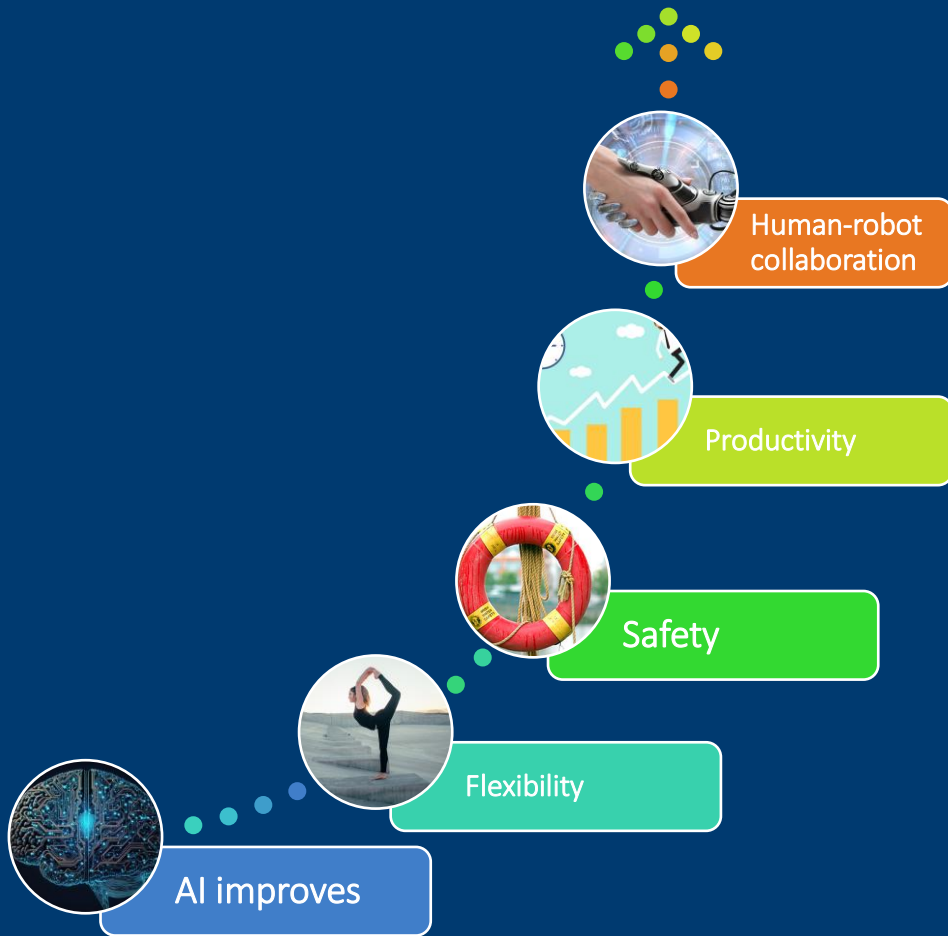 Human-robot
collaboration
Productivity
Safety
Flexibility
AI improves